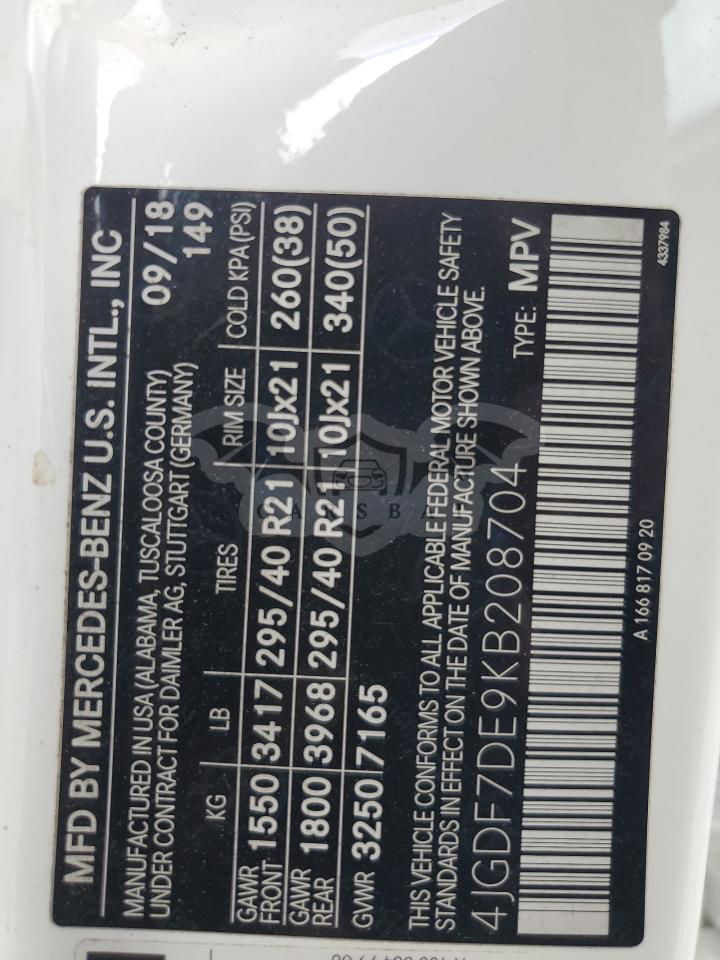 MFD BY MERCEDES-BENZ U.S. INTL., INC
MANUFACTURED IN USA (ALABAMA, TUSCALOOSA COUNTY) 09/18
UNDER CONTRACT FOR DAIMLER AG, STUTTGART (GERMANY) 149
KG LB TIRES RIM SIZE COLD KPA (PSI)
GAWR
FRONT 1550 3417 295/40 R21 10Jx21 260(38)
GAWR
REAR 1800 3968 295/40 R21 10Jx21 340(50)
GVWR 3250 7165
THIS VEHICLE CONFORMS TO ALL APPLICABLE FEDERAL MOTOR VEHICLE SAFETY
STANDARDS IN EFFECT ON THE DATE OF MANUFACTURE SHOWN ABOVE.
4JGDF7DE9KB208704 TYPE: MPV
A 166 817 09 20 4337984